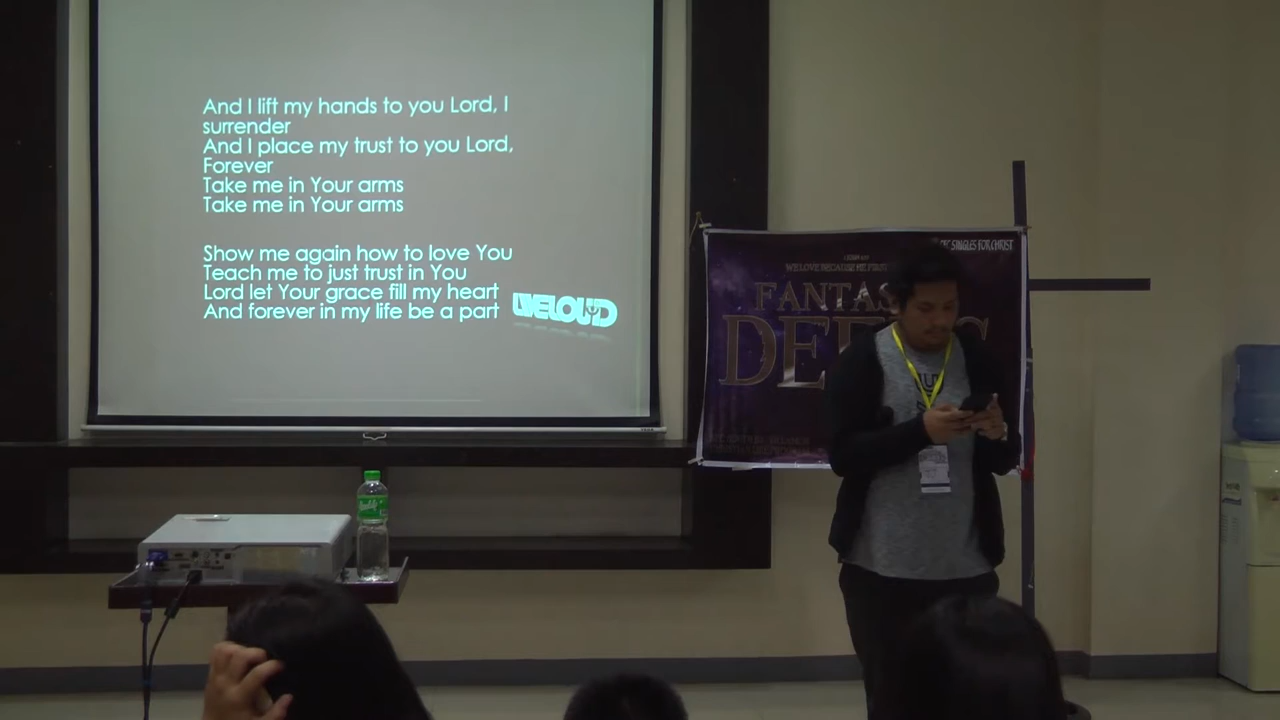 And I lift my hands to you Lord, I
surrender
And I place my trust to you Lord,
Forever
Take me in Your arms
Take me in Your arms
Show me again how to love You
Teach me to just trust in You
Lord let Your grace fill my heart
And forever in my life be a part
LIVELOUD
SINGLES FOR CHRIST
WE LOVE BECAUSE HE FIRST
FANTAS
DE